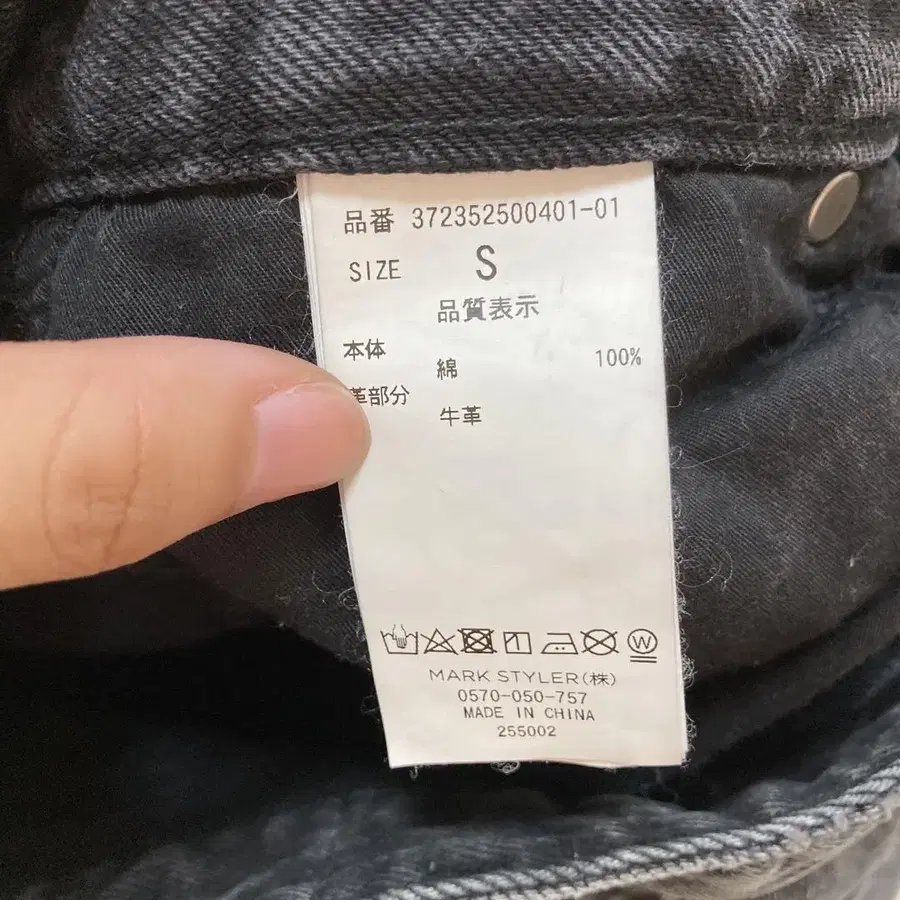 品番 372352500401-01
SIZE S
品質表示
本体 綿 100%
革部分 牛革
W
MARK STYLER(株)
0570-050-757
MADE IN CHINA
255002